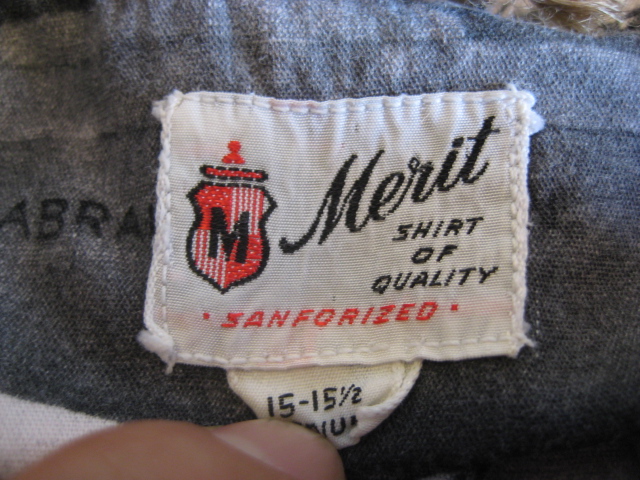 M
Merit
SHIRT
OF
QUALITY
• SANFORIZED •
15-15½